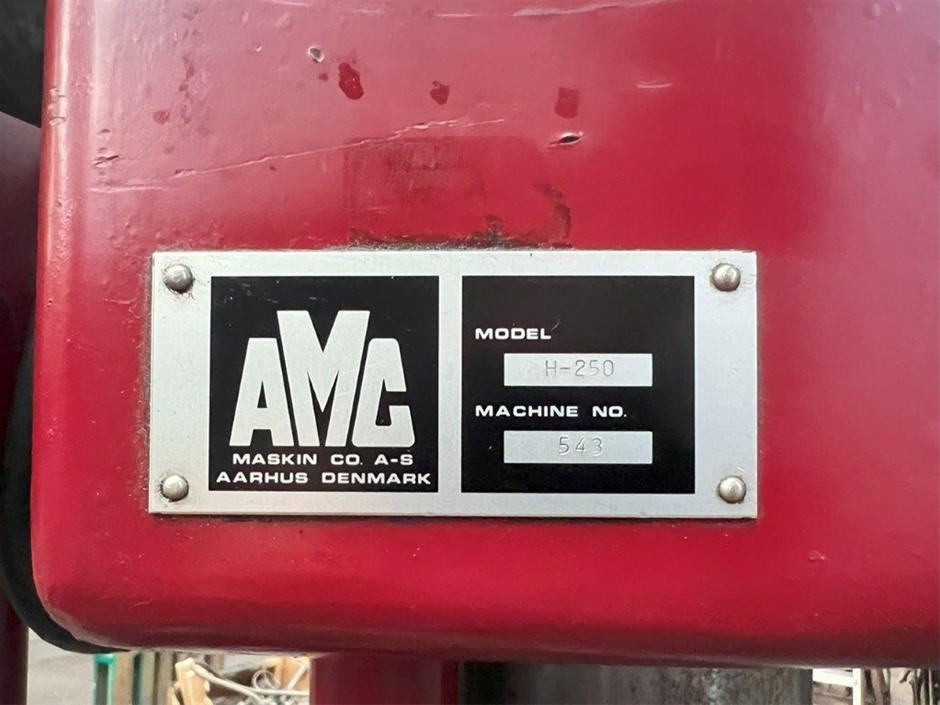 AMC
MASKIN CO. A-S
AARHUS DENMARK
MODEL
H-250
MACHINE NO.
543